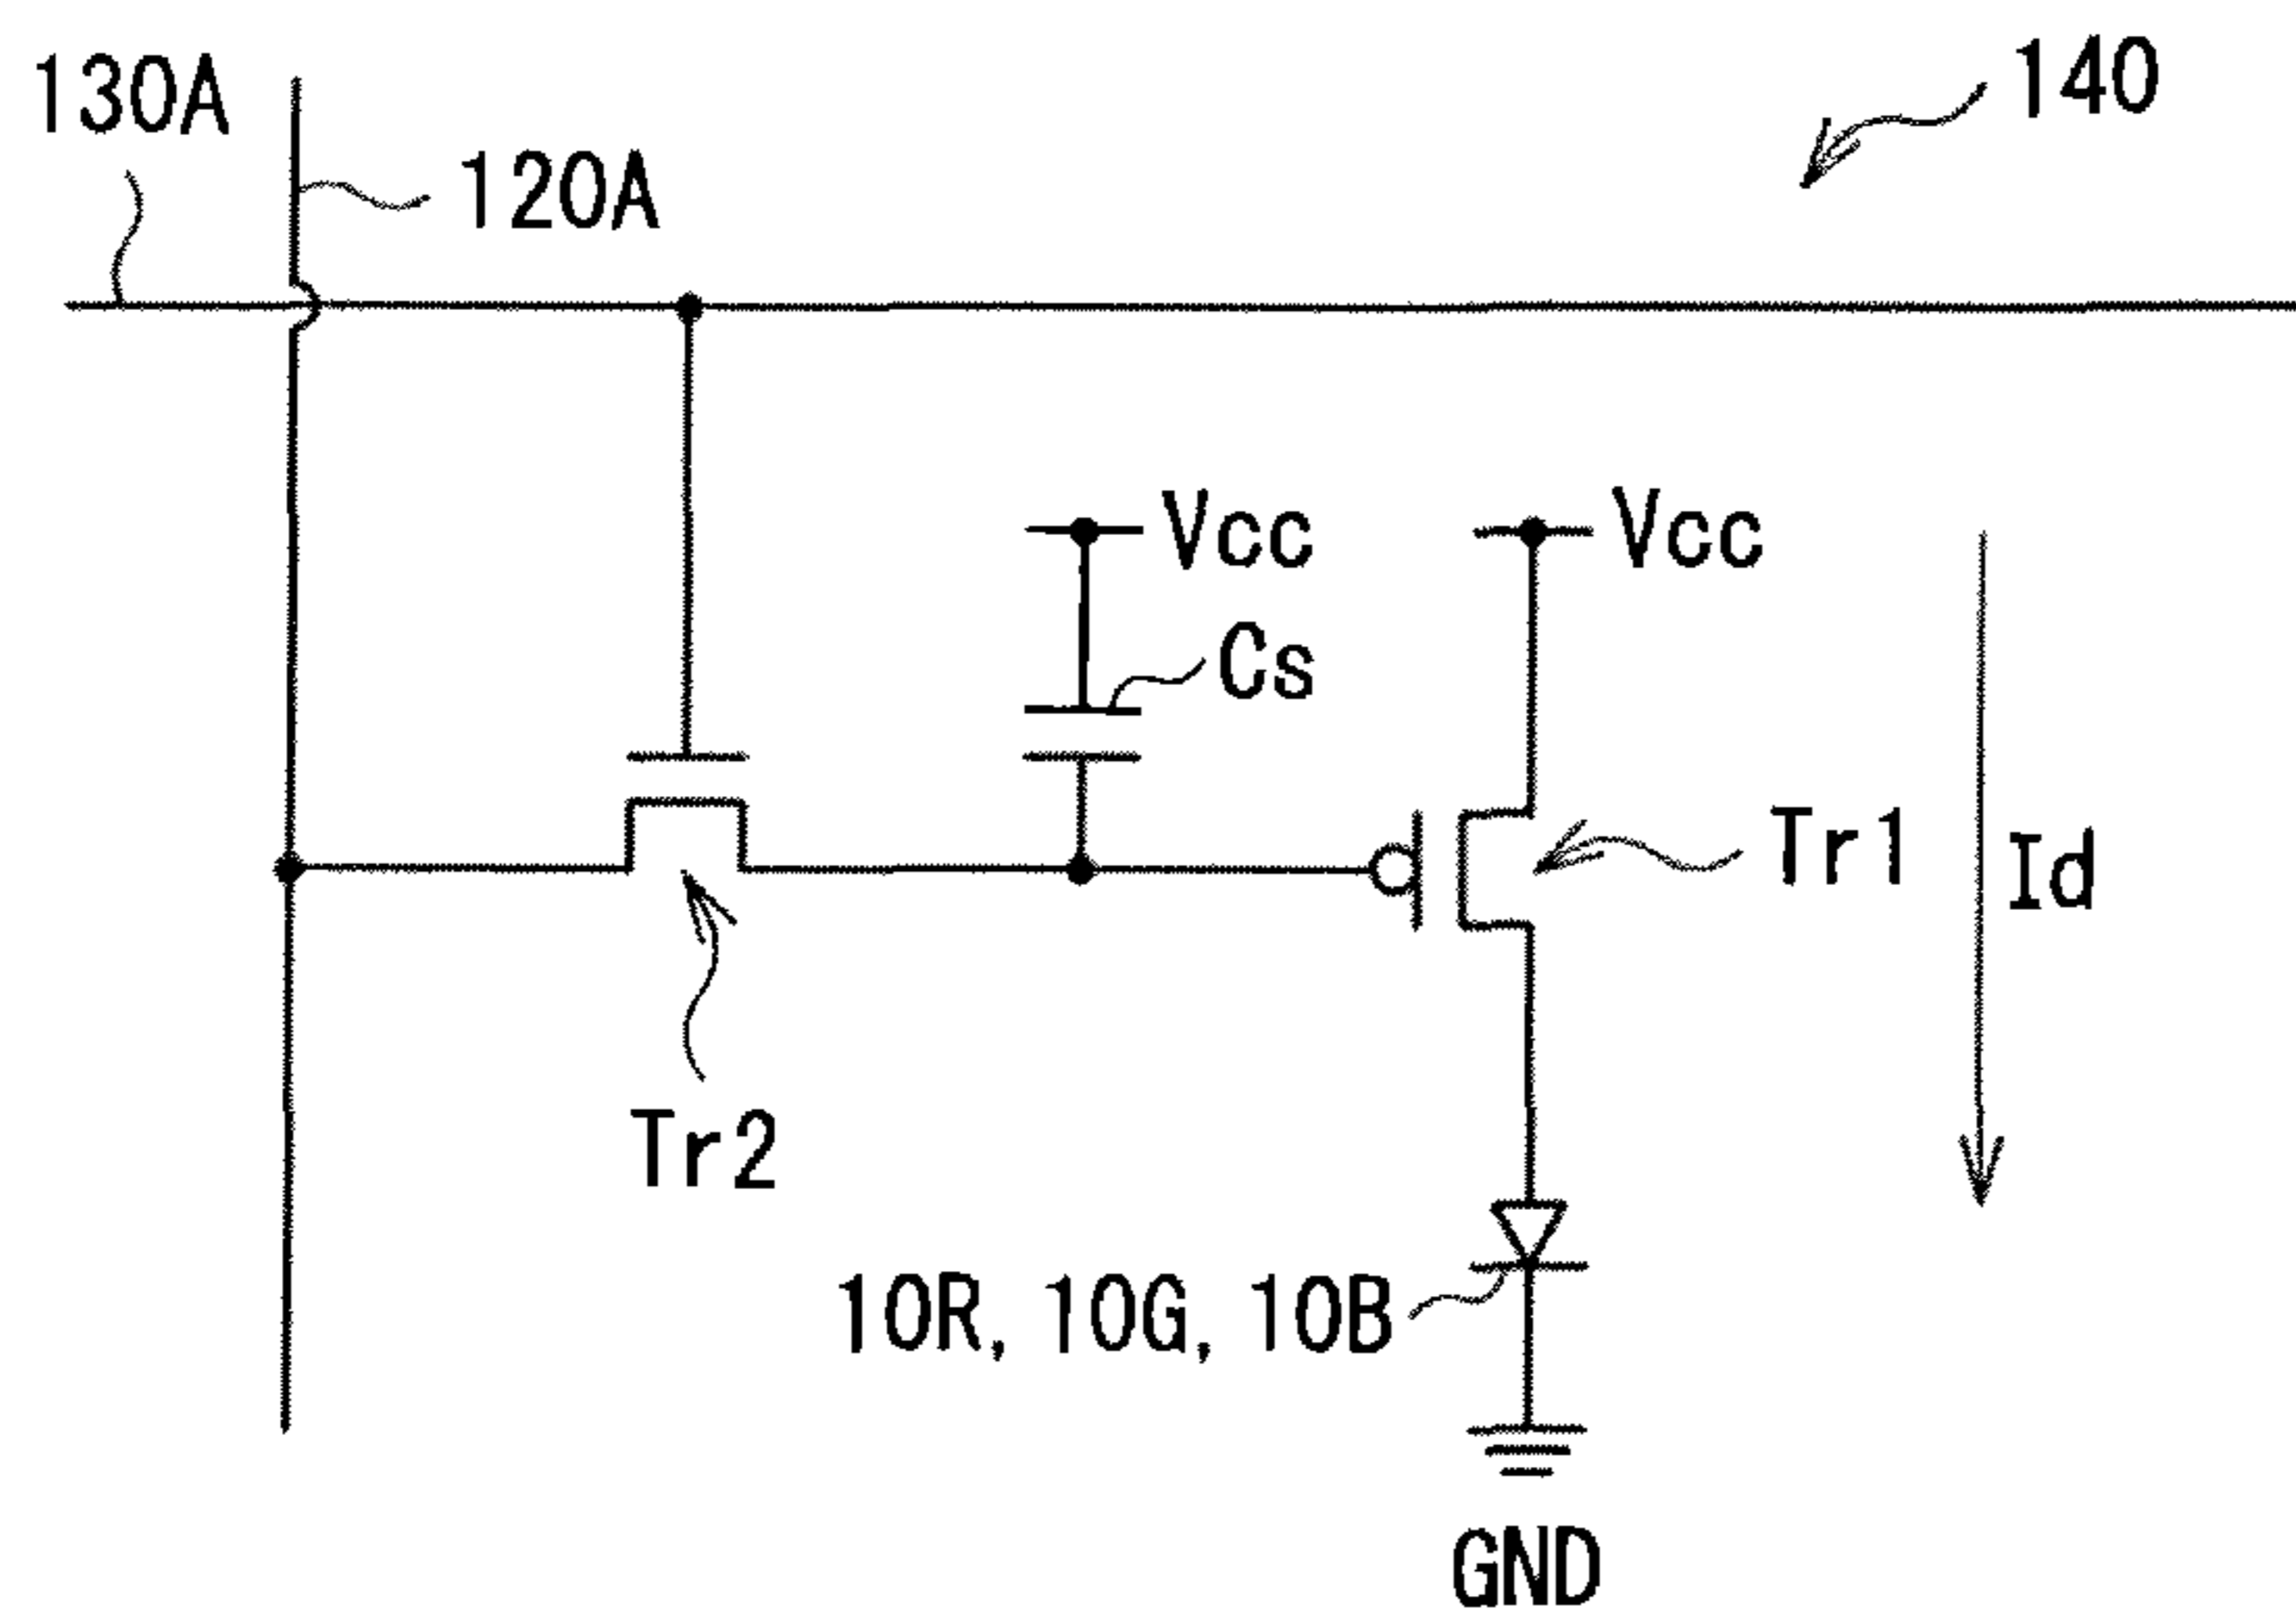 140
130A
120A
Vcc
Vcc
Cs
Tr1
Id
Tr2
10R, 10G, 10B
GND